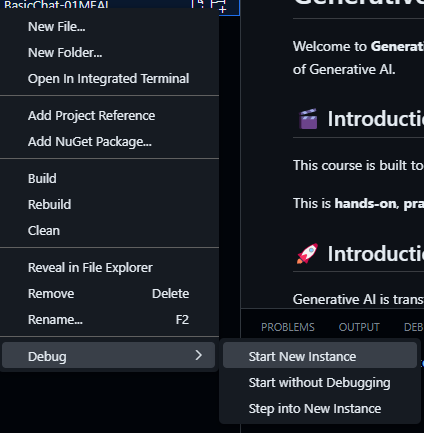 BasicChat-01MEAI
New File...
New Folder...
Open In Integrated Terminal
Add Project Reference
Add NuGet Package...
Build
Rebuild
Clean
Reveal in File Explorer
Remove Delete
Rename... F2
Debug
Start New Instance
Start without Debugging
Step into New Instance
Generative
Welcome to Generati
of Generative AI.
Introductio
This course is built to
This is hands-on, pra
Introductio
Generative AI is trans
PROBLEMS OUTPUT DEB